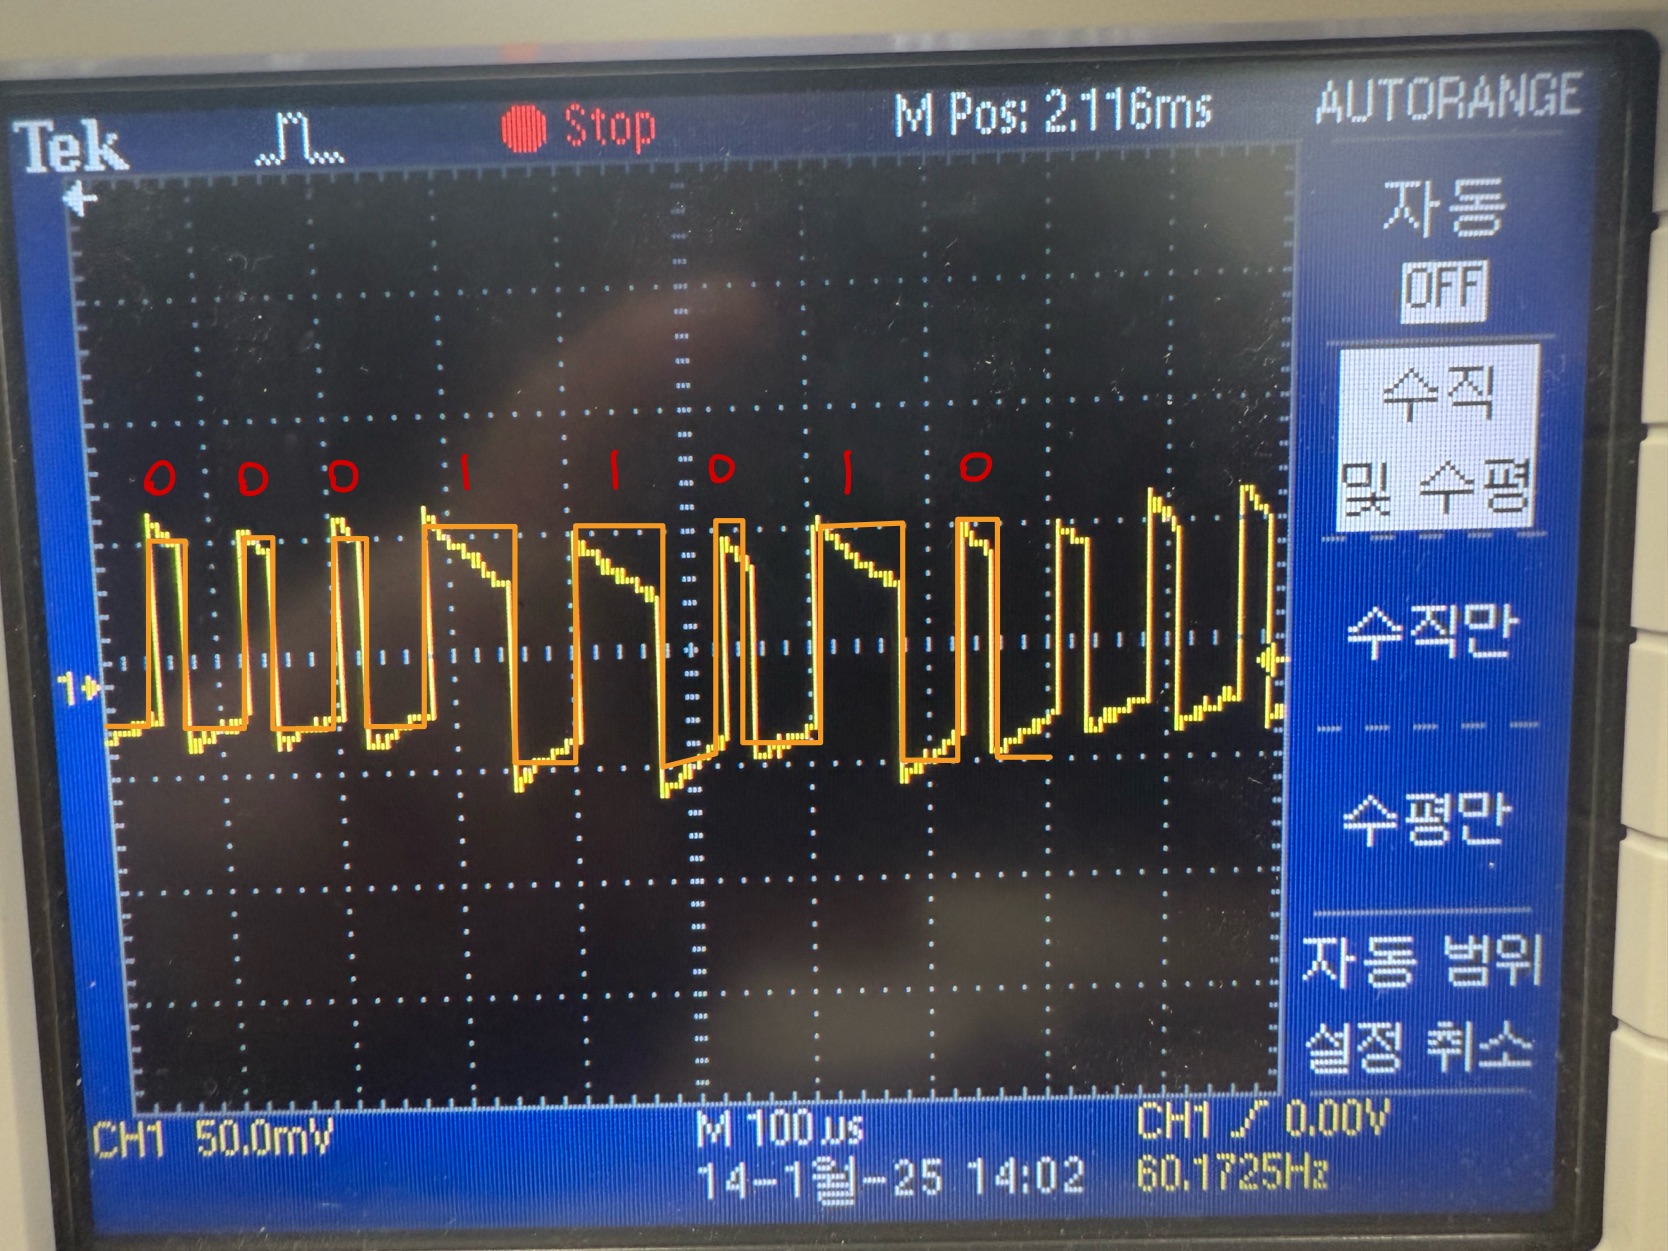 Tek Stop M Pos: 2.116ms AUTORANGE
자동
OFF
수직
및 수평
수직만
수평만
자동 범위
설정 취소
0 0 0 1 1 0 1 0
1
CH1 50.0mV M 100µs CH1 0.00V
14-1월-25 14:02 60.1725Hz